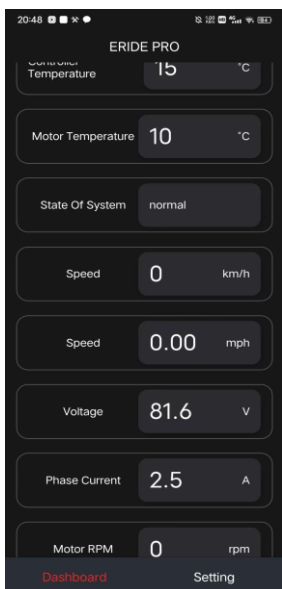 20:48
ERIDE PRO
Controller
Temperature
15 °C
Motor Temperature 10 °C
State Of System normal
Speed 0 km/h
Speed 0.00 mph
Voltage 81.6 V
Phase Current 2.5 A
Motor RPM 0 rpm
Dashboard Setting